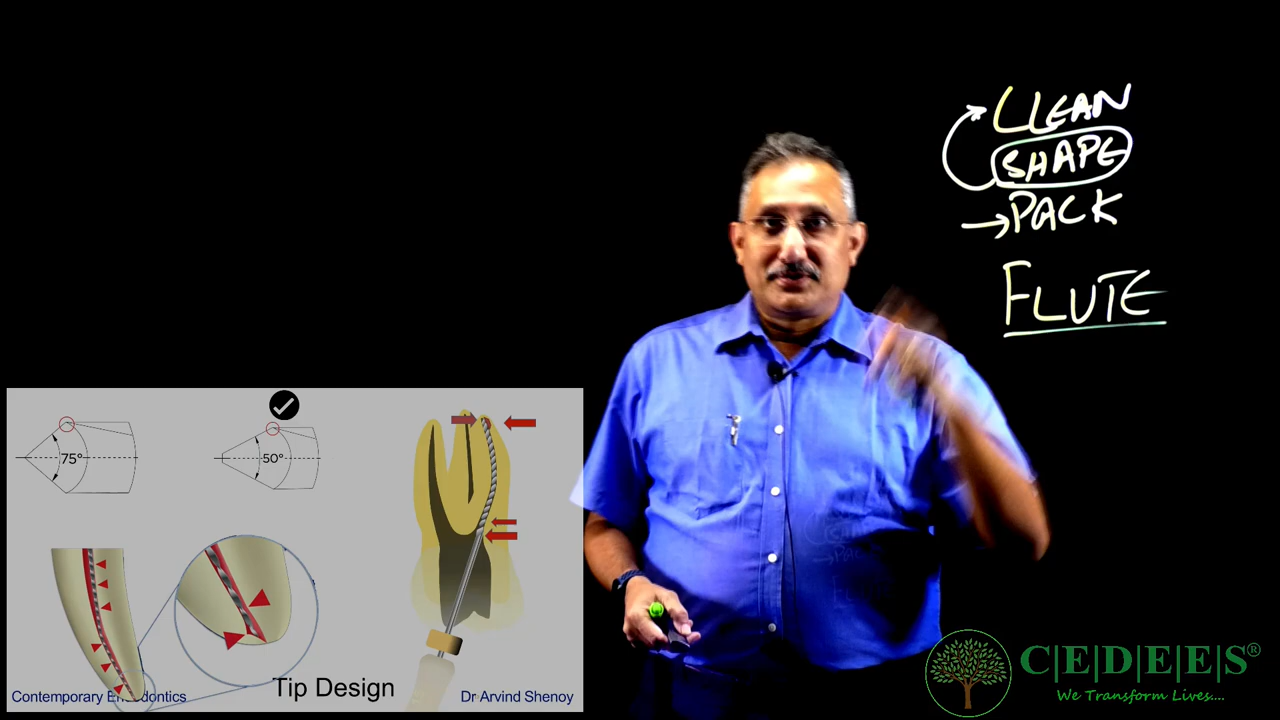 CLEAN
SHAPE
→PACK
FLUTE
75°
50°
Contemporary Endodontics
Tip Design
Dr Arvind Shenoy
C|E|D|E|E|S®
We Transform Lives....